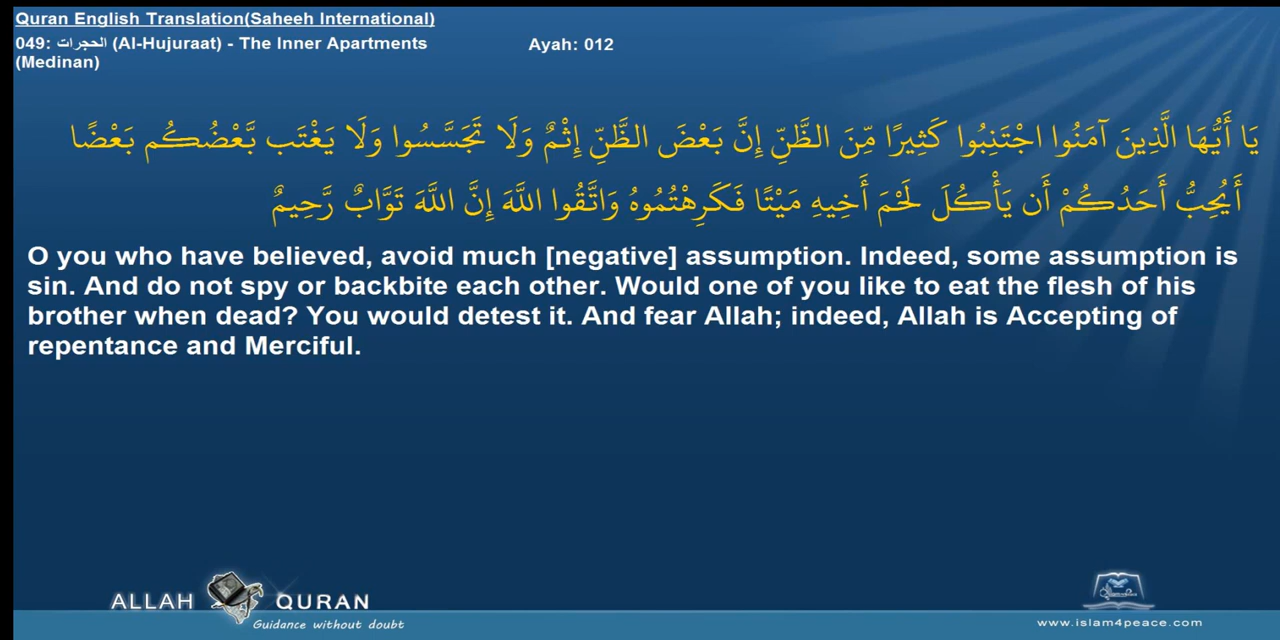 Quran English Translation(Saheeh International)
049: الحجرات (Al-Hujuraat) - The Inner Apartments
(Medinan)
Ayah: 012
يَا أَيُّهَا الَّذِينَ آمَنُوا اجْتَنِبُوا كَثِيرًا مِّنَ الظَّنِّ إِنَّ بَعْضَ الظَّنِّ إِثْمٌ وَلَا تَجَسَّسُوا وَلَا يَغْتَب بَّعْضُكُم بَعْضًا
أَيُحِبُّ أَحَدُكُمْ أَن يَأْكُلَ لَحْمَ أَخِيهِ مَيْتًا فَكَرِهْتُمُوهُ وَاتَّقُوا اللَّهَ إِنَّ اللَّهَ تَوَّابٌ رَّحِيمٌ
O you who have believed, avoid much [negative] assumption. Indeed, some assumption is
sin. And do not spy or backbite each other. Would one of you like to eat the flesh of his
brother when dead? You would detest it. And fear Allah; indeed, Allah is Accepting of
repentance and Merciful.
ALLAH QURAN
Guidance without doubt
www.islam4peace.com